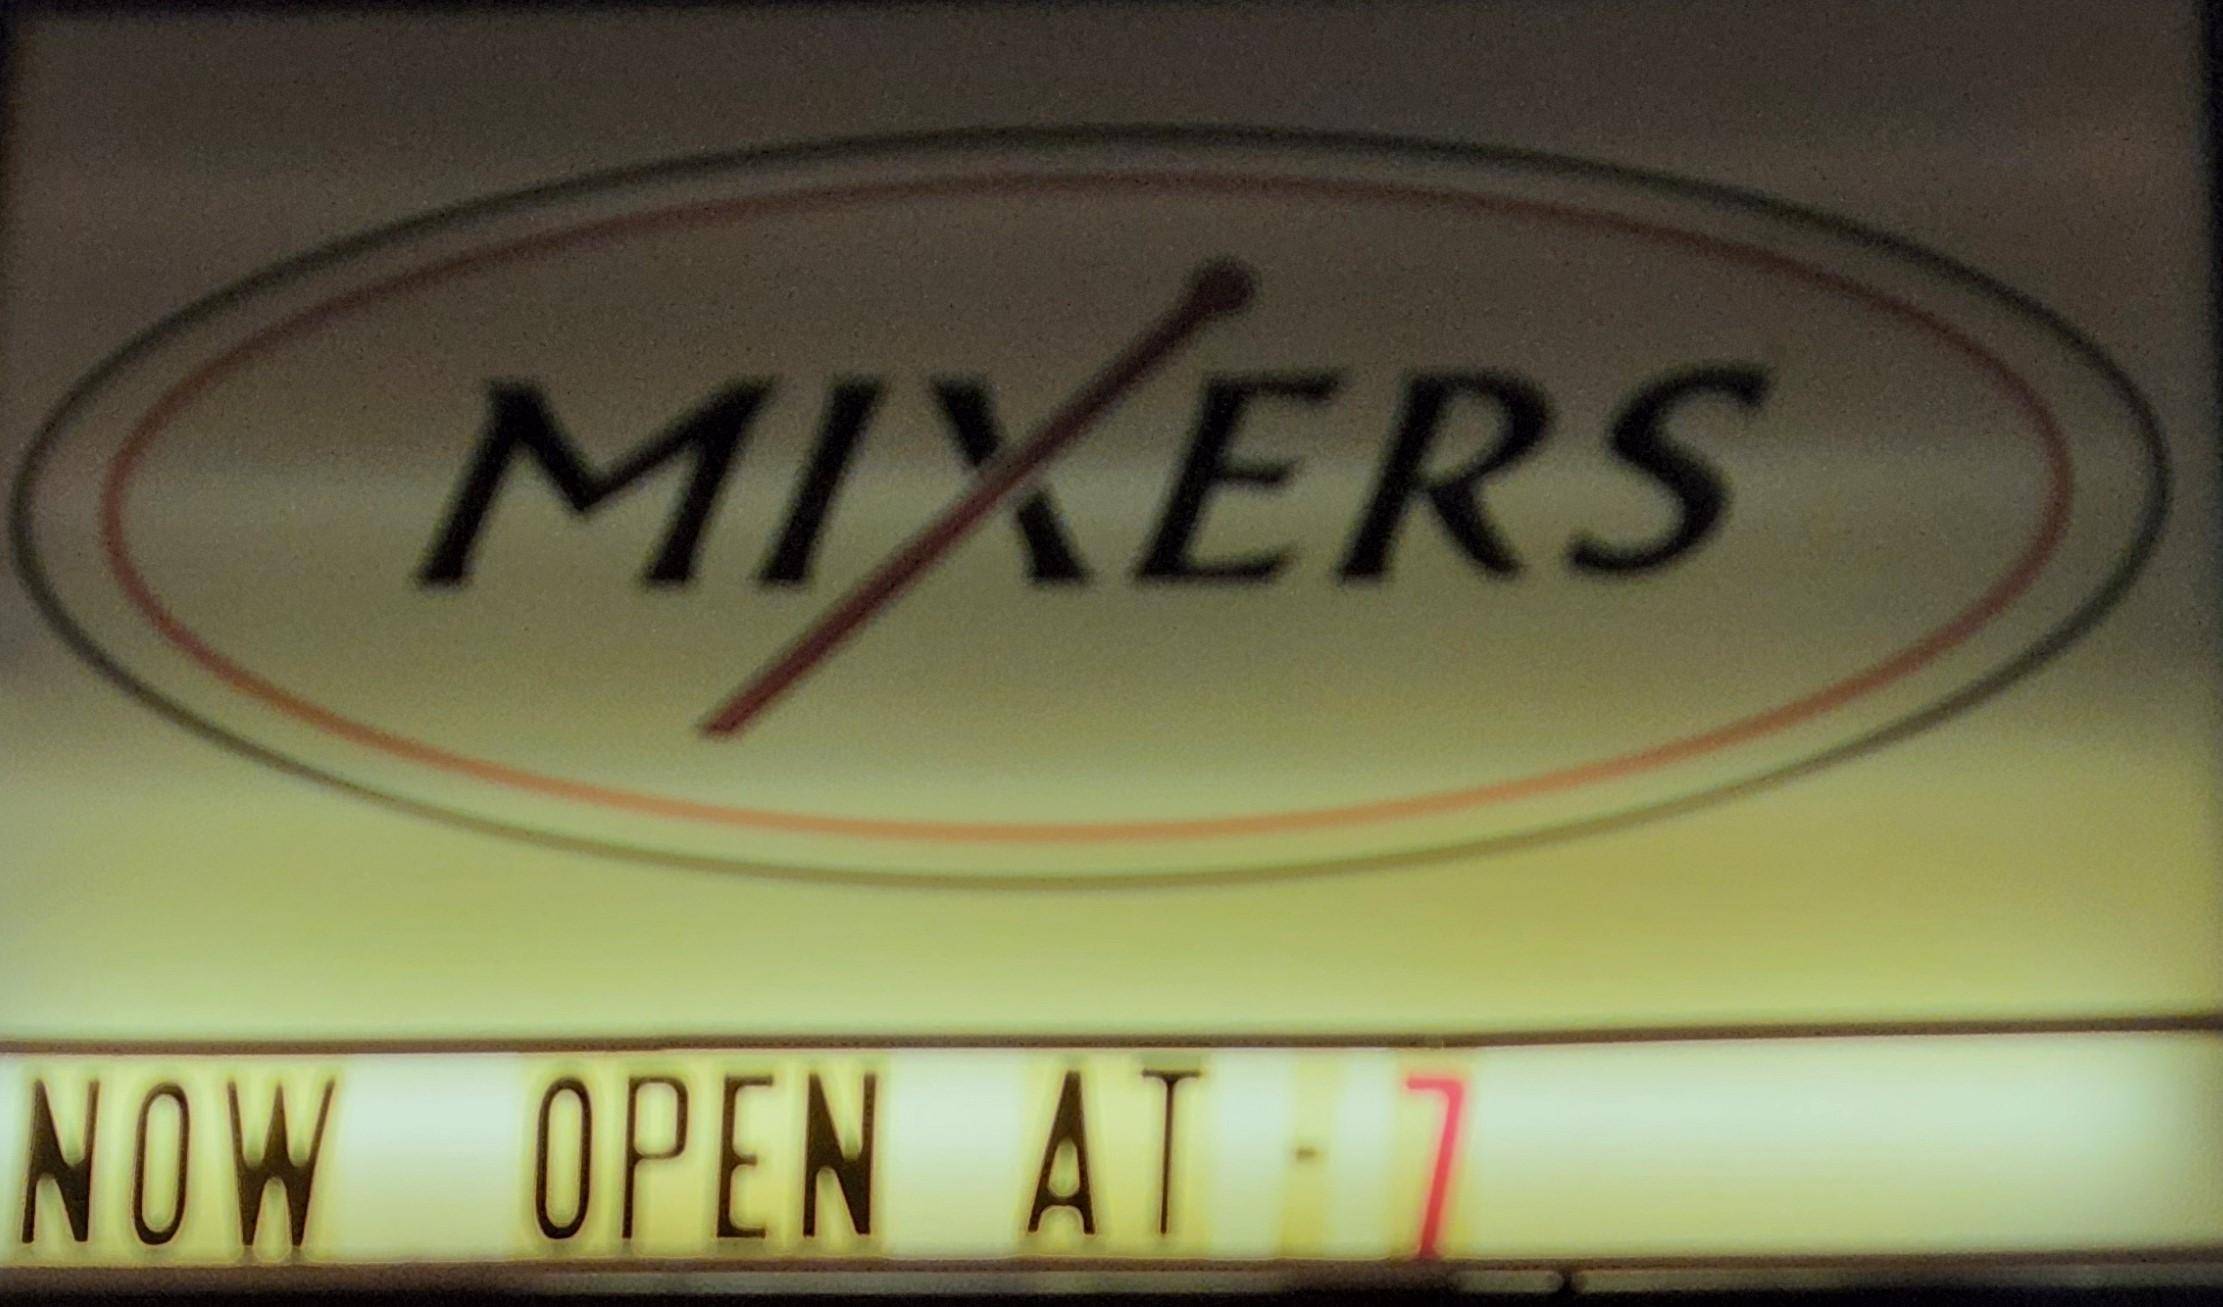 MIXERS
NOW OPEN AT - 7